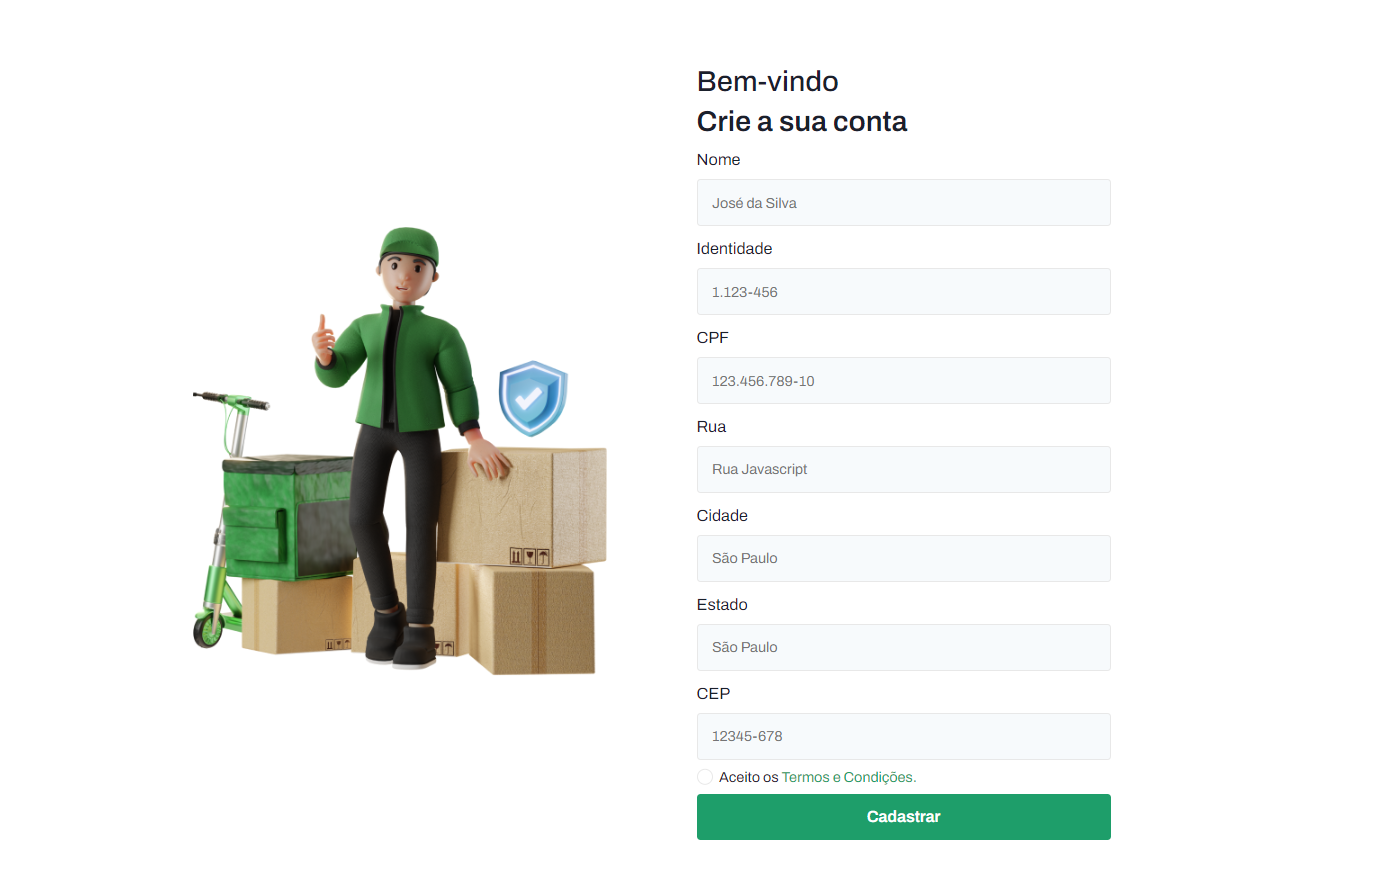 Bem-vindo
Crie a sua conta
Nome
José da Silva
Identidade
1.123-456
CPF
123.456.789-10
Rua
Rua Javascript
Cidade
São Paulo
Estado
São Paulo
CEP
12345-678
Aceito os Termos e Condições.
Cadastrar